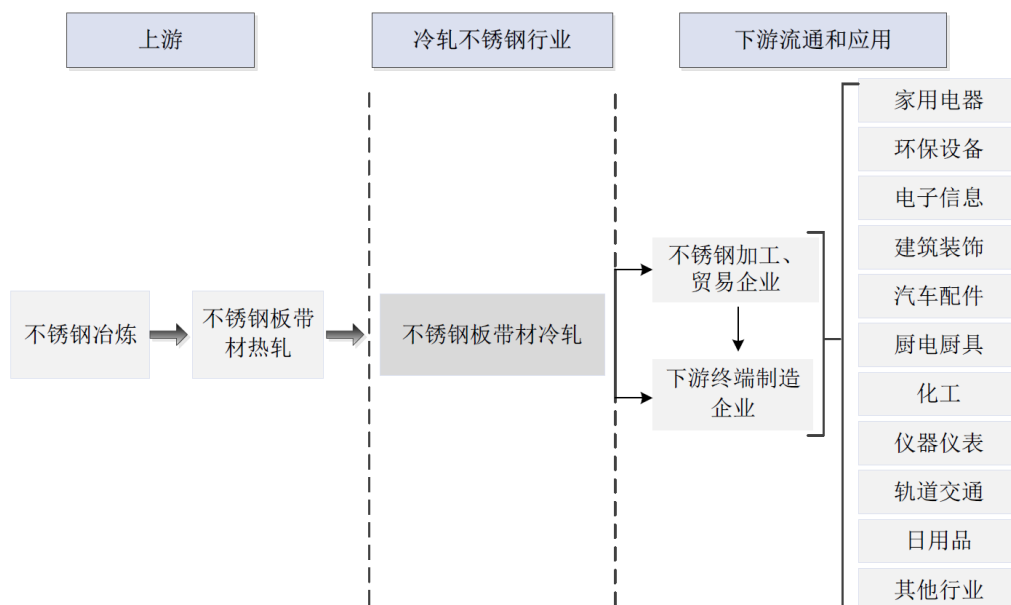 上游
冷轧不锈钢行业
下游流通和应用
不锈钢冶炼
不锈钢板带
材热轧
不锈钢板带材冷轧
不锈钢加工、
贸易企业
下游终端制造
企业
家用电器
环保设备
电子信息
建筑装饰
汽车配件
厨电厨具
化工
仪器仪表
轨道交通
日用品
其他行业